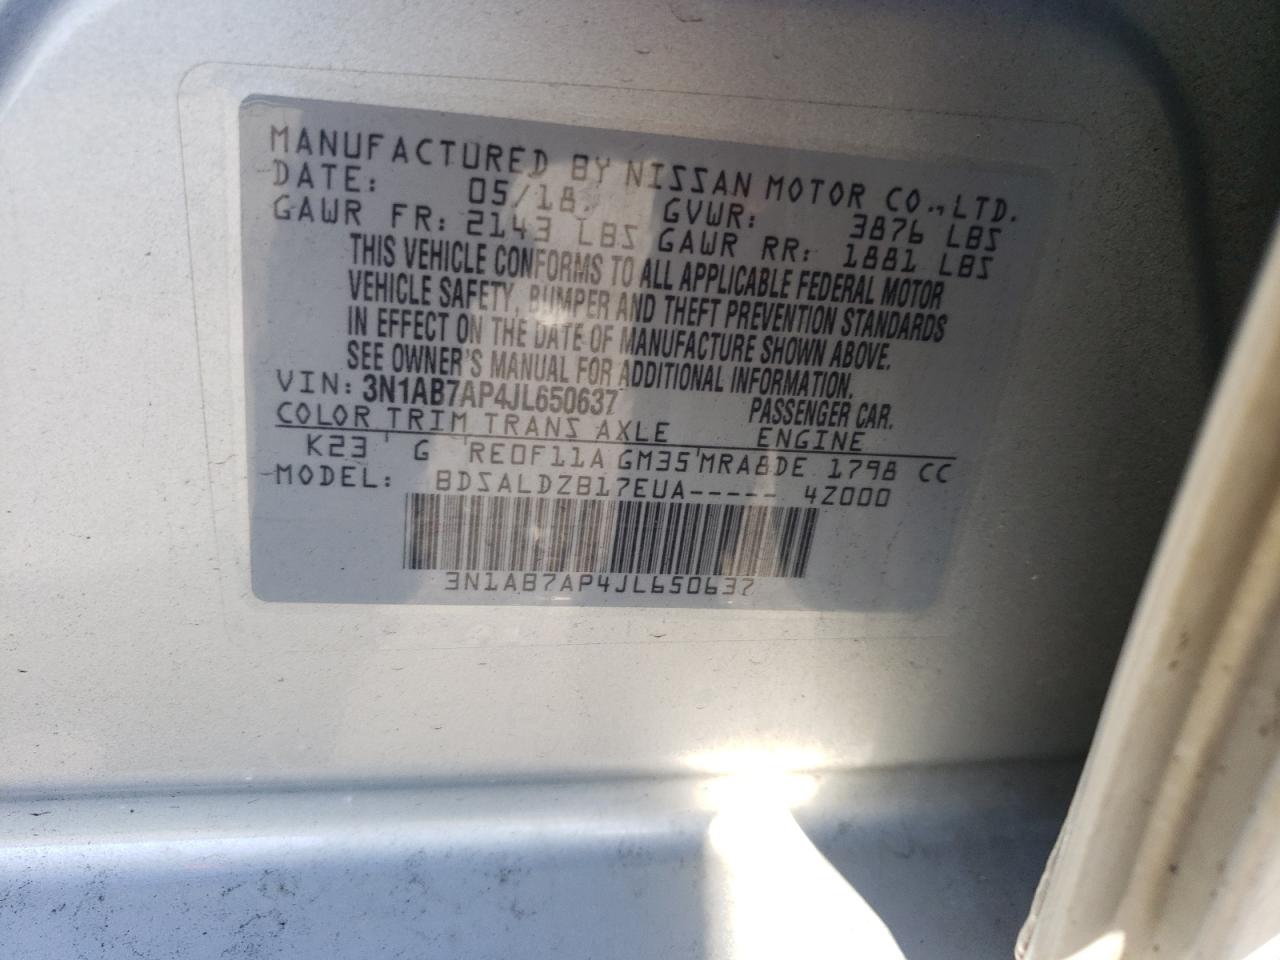 MANUFACTURED BY NISSAN MOTOR CO., LTD.
DATE: 05/18. GVWR: 3876 LBS
GAWR FR: 2143 LBS GAWR RR: 1881 LBS
THIS VEHICLE CONFORMS TO ALL APPLICABLE FEDERAL MOTOR
VEHICLE SAFETY, BUMPER AND THEFT PREVENTION STANDARDS
IN EFFECT ON THE DATE OF MANUFACTURE SHOWN ABOVE.
SEE OWNER'S MANUAL FOR ADDITIONAL INFORMATION.
VIN: 3N1AB7AP4JL650637 PASSENGER CAR.
COLOR TRIM TRANS AXLE ENGINE
K23 G RE0F11A GM35 MRA8DE 1798 CC
MODEL: BDSALDZB17EUA----- 4Z000
3N1AB7AP4JL650637